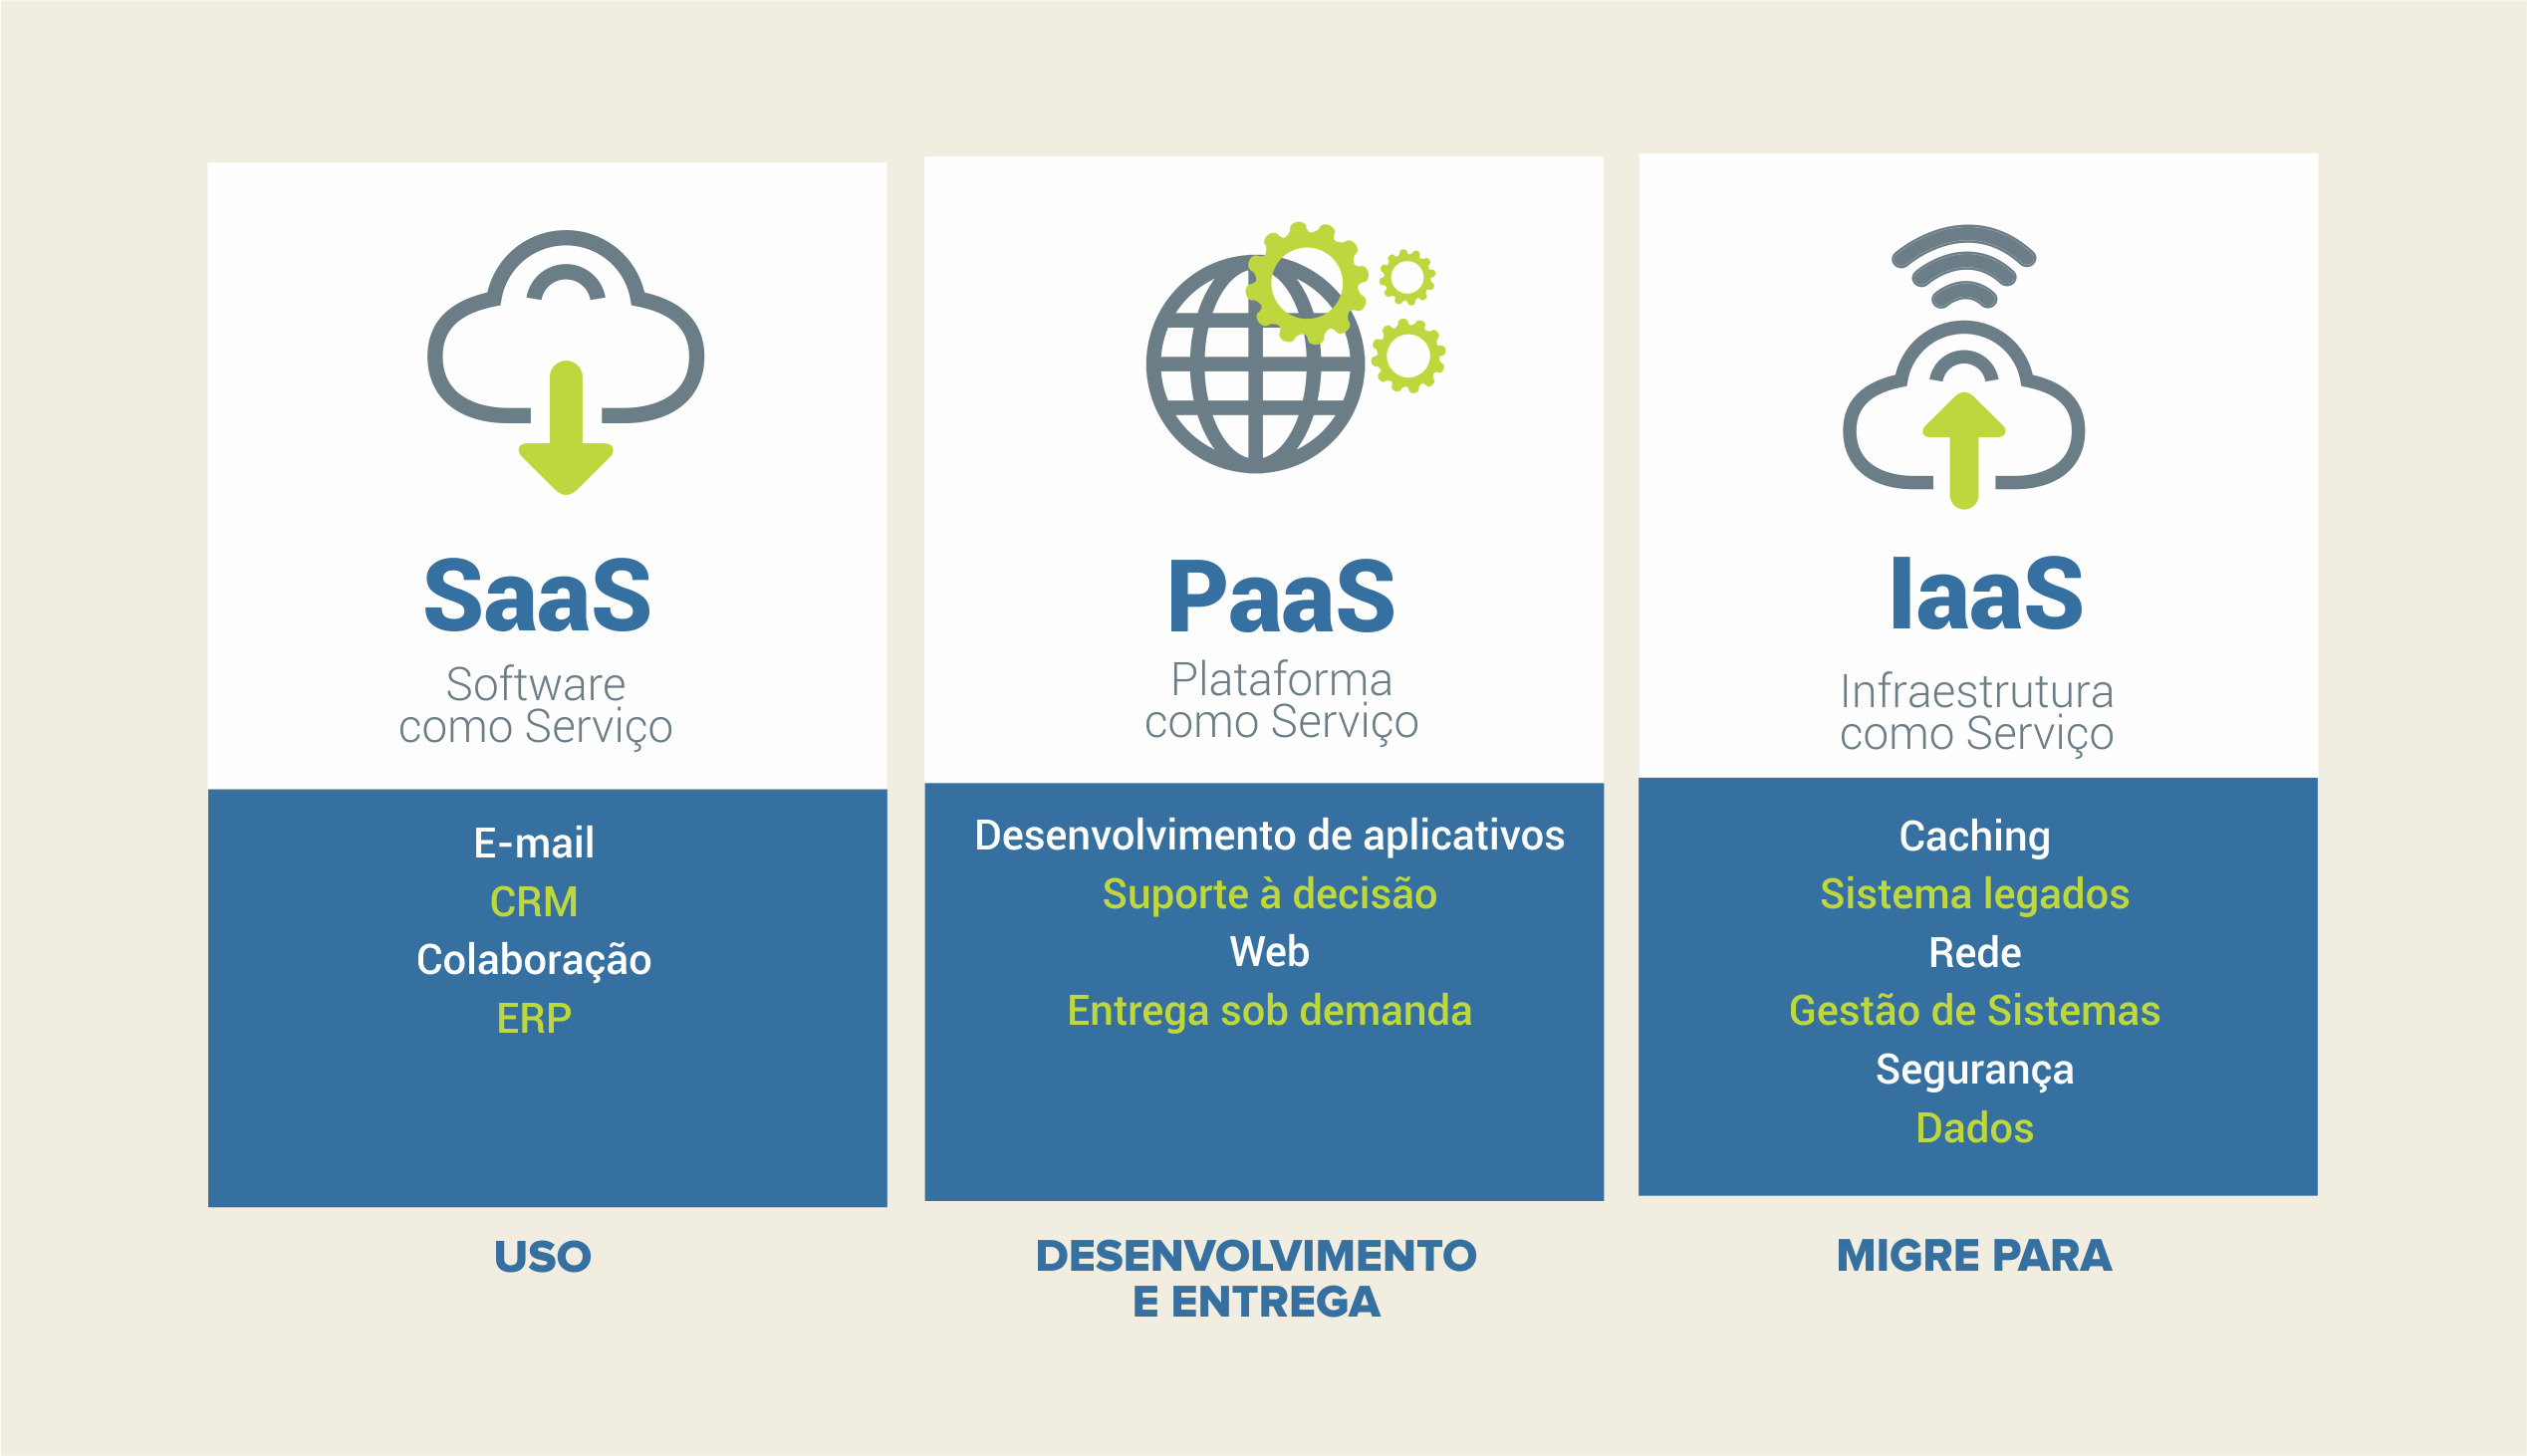 SaaS
Software
como Serviço
E-mail
CRM
Colaboração
ERP
USO
PaaS
Plataforma
como Serviço
Desenvolvimento de aplicativos
Suporte à decisão
Web
Entrega sob demanda
DESENVOLVIMENTO
E ENTREGA
IaaS
Infraestrutura
como Serviço
Caching
Sistema legados
Rede
Gestão de Sistemas
Segurança
Dados
MIGRE PARA